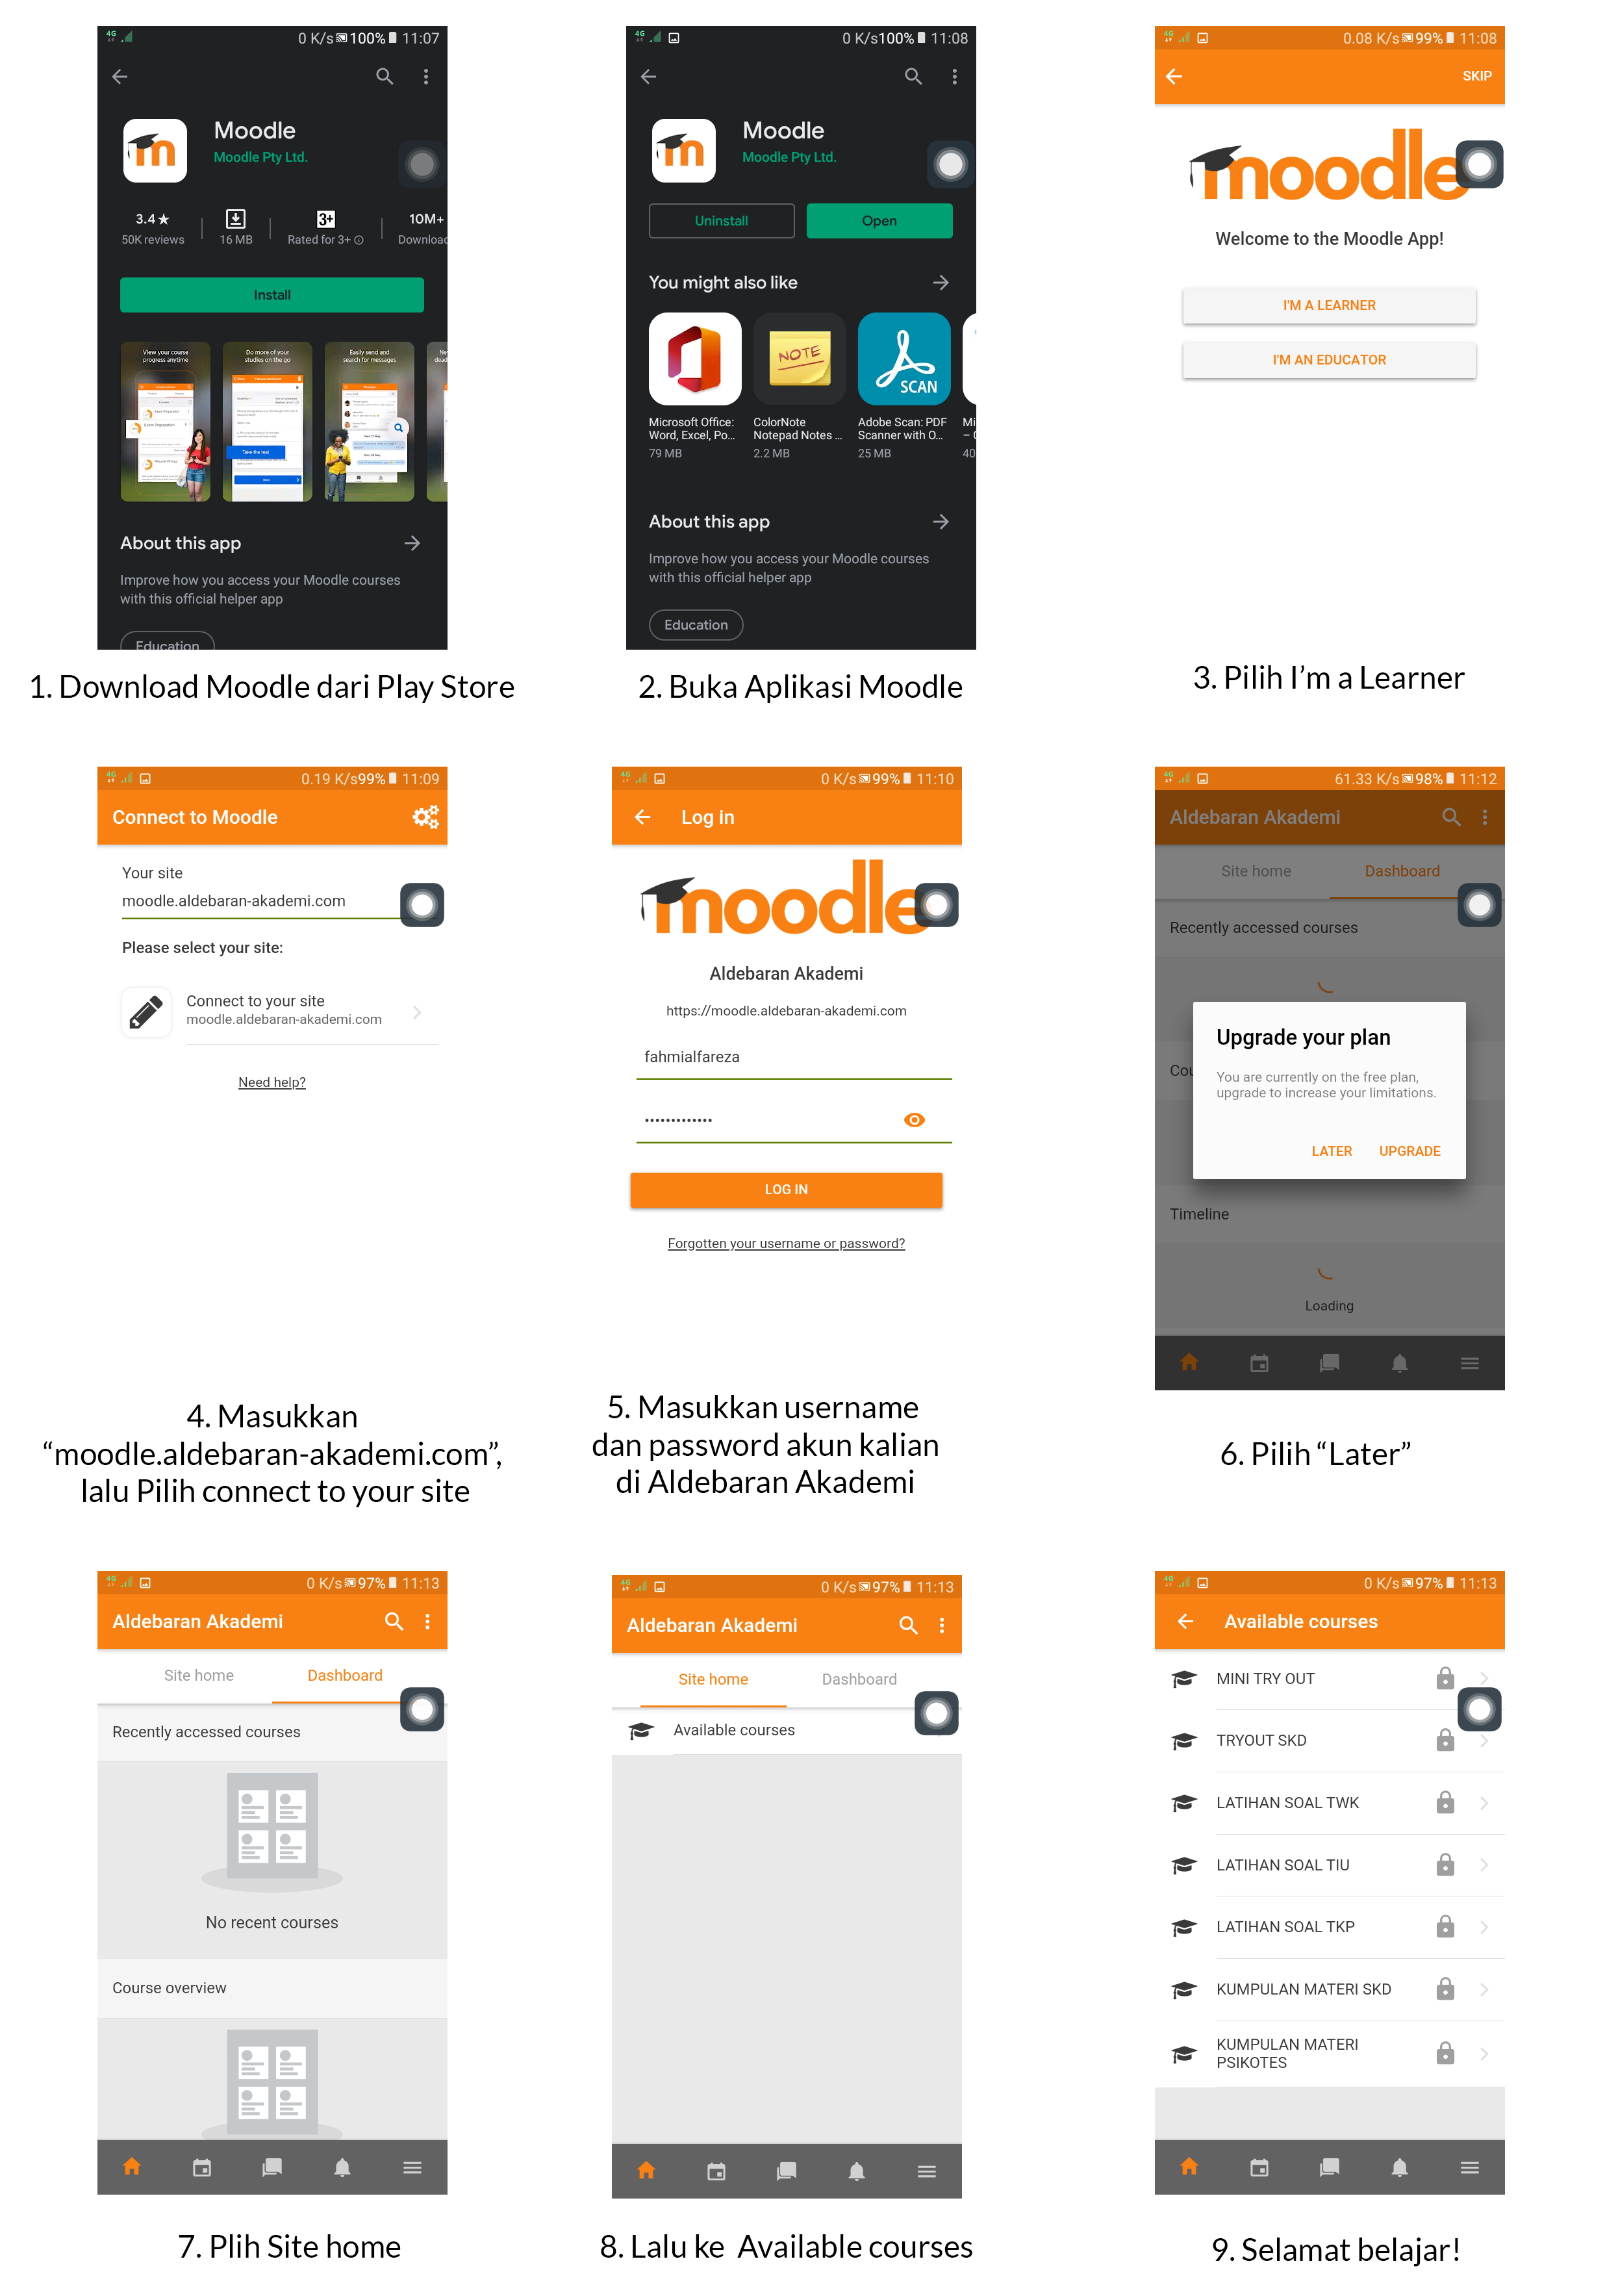 0 K/s 100% 11:07
Moodle
Moodle Pty Ltd.
3.4★ 16 MB 3+ 10M+
50K reviews Rated for 3+ Download
Install
View your course
progress anytime
Do more of your
studies on the go
Easily send and
search for messages
Take the test
About this app
Improve how you access your Moodle courses
with this official helper app
Education
1. Download Moodle dari Play Store
4G 0 K/s100% 11:08
Moodle
Moodle Pty Ltd.
Uninstall Open
You might also like
NOTE
SCAN
Microsoft Office:
Word, Excel, Po...
79 MB
ColorNote
Notepad Notes ...
2.2 MB
Adobe Scan: PDF
Scanner with O...
25 MB
About this app
Improve how you access your Moodle courses
with this official helper app
Education
2. Buka Aplikasi Moodle
4G 0.08 K/s 99% 11:08
SKIP
moodle
Welcome to the Moodle App!
I'M A LEARNER
I'M AN EDUCATOR
3. Pilih I’m a Learner
4G 0.19 K/s99% 11:09
Connect to Moodle
Your site
moodle.aldebaran-akademi.com
Please select your site:
Connect to your site
moodle.aldebaran-akademi.com
Need help?
4. Masukkan
“moodle.aldebaran-akademi.com”,
lalu Pilih connect to your site
4G 0 K/s 99% 11:10
Log in
moodle
Aldebaran Akademi
https://moodle.aldebaran-akademi.com
fahmialfareza
•••••••••••••
LOG IN
Forgotten your username or password?
5. Masukkan username
dan password akun kalian
di Aldebaran Akademi
4G 61.33 K/s 98% 11:12
Aldebaran Akademi
Site home Dashboard
Recently accessed courses
Cou
Upgrade your plan
You are currently on the free plan,
upgrade to increase your limitations.
LATER UPGRADE
Timeline
Loading
6. Pilih “Later”
4G 0 K/s 97% 11:13
Aldebaran Akademi
Site home Dashboard
Recently accessed courses
No recent courses
Course overview
7. Plih Site home
4G 0 K/s 97% 11:13
Aldebaran Akademi
Site home Dashboard
Available courses
8. Lalu ke Available courses
4G 0 K/s 97% 11:13
Available courses
MINI TRY OUT
TRYOUT SKD
LATIHAN SOAL TWK
LATIHAN SOAL TIU
LATIHAN SOAL TKP
KUMPULAN MATERI SKD
KUMPULAN MATERI
PSIKOTES
9. Selamat belajar!